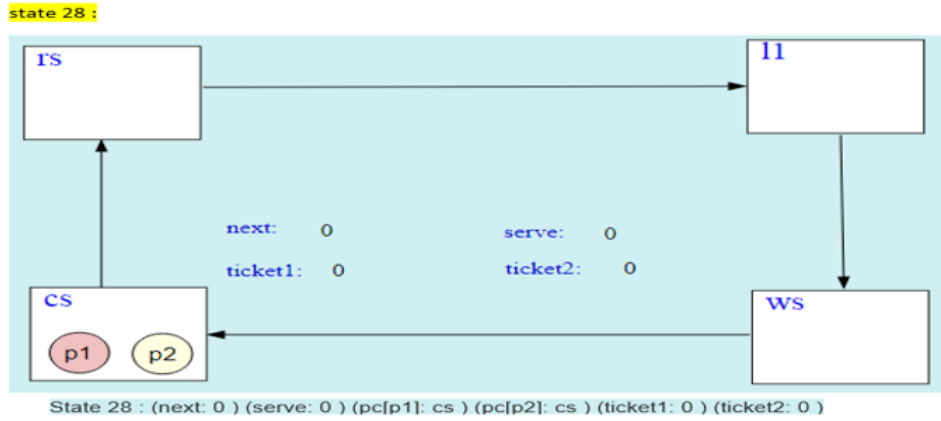 state 28 :
rs
l1
next: 0
serve: 0
ticket1: 0
ticket2: 0
cs
ws
p1
p2
State 28 : (next: 0 ) (serve: 0 ) (pc[p1]: cs ) (pc[p2]: cs ) (ticket1: 0 ) (ticket2: 0 )